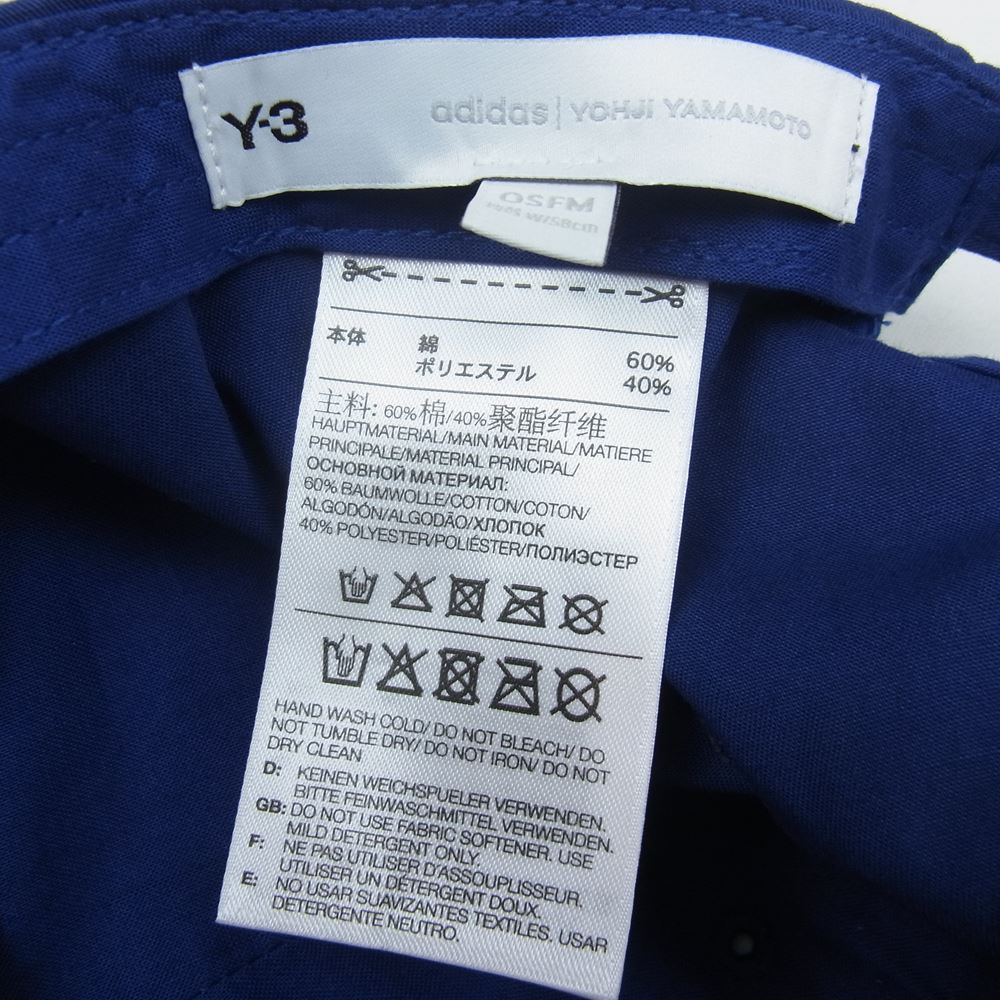 Y-3
adidas | YOHJI YAMAMOTO
OSFM
W/58cm
本体 綿 60%
ポリエステル 40%
主料: 60%棉/40%聚酯纤维
HAUPTMATERIAL/MAIN MATERIAL/MATIERE
PRINCIPALE/MATERIAL PRINCIPAL/
ОСНОВНОЙ МАТЕРИАЛ:
60% BAUMWOLLE/COTTON/COTON/
ALGODÓN/ALGODÃO/ХЛОПОК
40% POLYESTER/POLIÉSTER/ПОЛИЭСТЕР
HAND WASH COLD/ DO NOT BLEACH/ DO
NOT TUMBLE DRY/ DO NOT IRON/ DO NOT
DRY CLEAN
D: KEINEN WEICHSPUELER VERWENDEN.
BITTE FEINWASCHMITTEL VERWENDEN.
GB: DO NOT USE FABRIC SOFTENER. USE
MILD DETERGENT ONLY.
F: NE PAS UTILISER D'ASSOUPLISSEUR.
UTILISER UN DÉTERGENT DOUX.
E: NO USAR SUAVIZANTES TEXTILES. USAR
DETERGENTE NEUTRO.